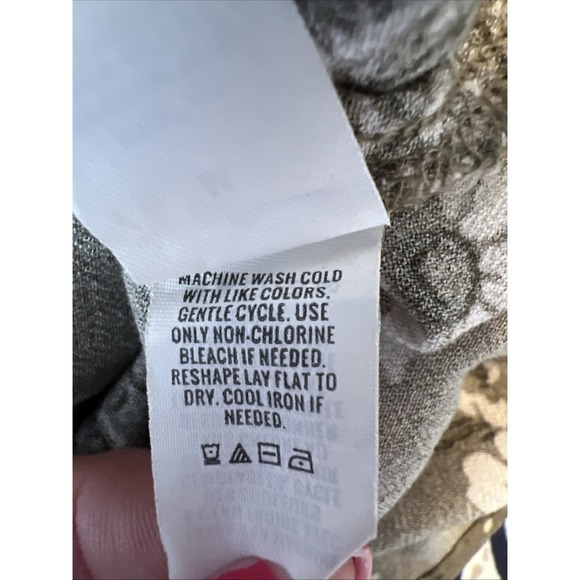 MACHINE WASH COLD
WITH LIKE COLORS.
GENTLE CYCLE. USE
ONLY NON-CHLORINE
BLEACH IF NEEDED.
RESHAPE LAY FLAT TO
DRY. COOL IRON IF
NEEDED.